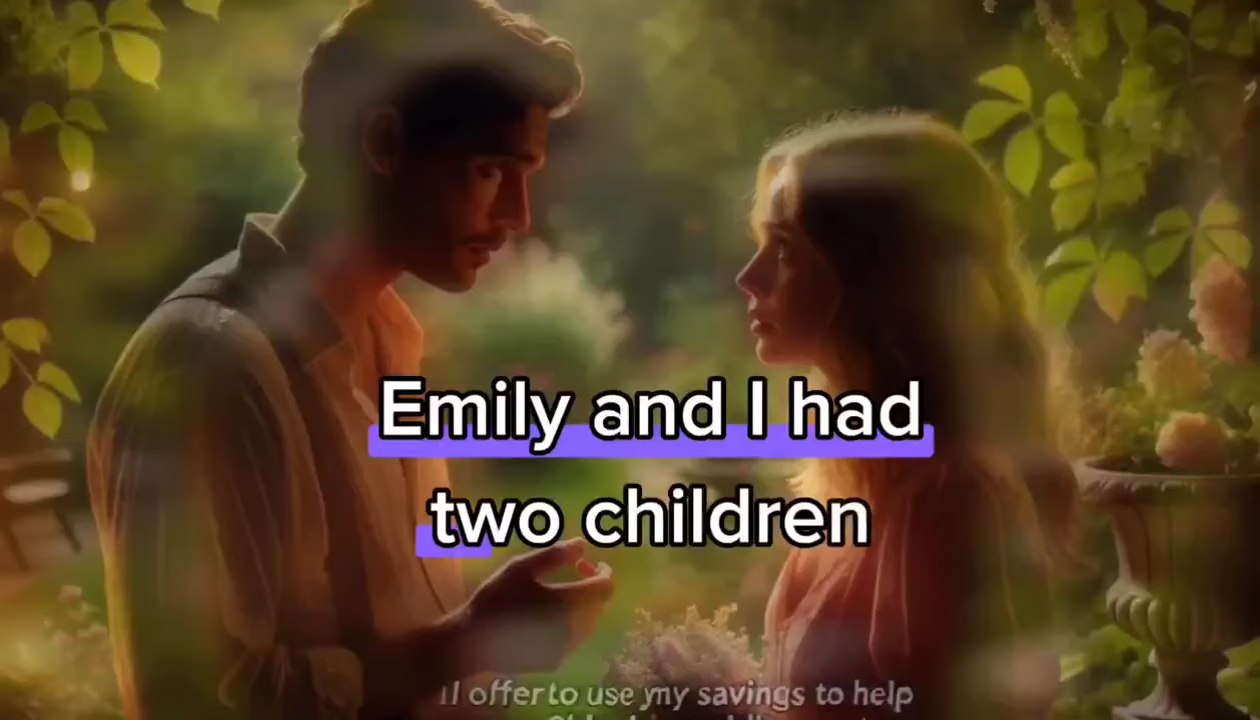 Emily and I had
two children
I offer to use my savings to help